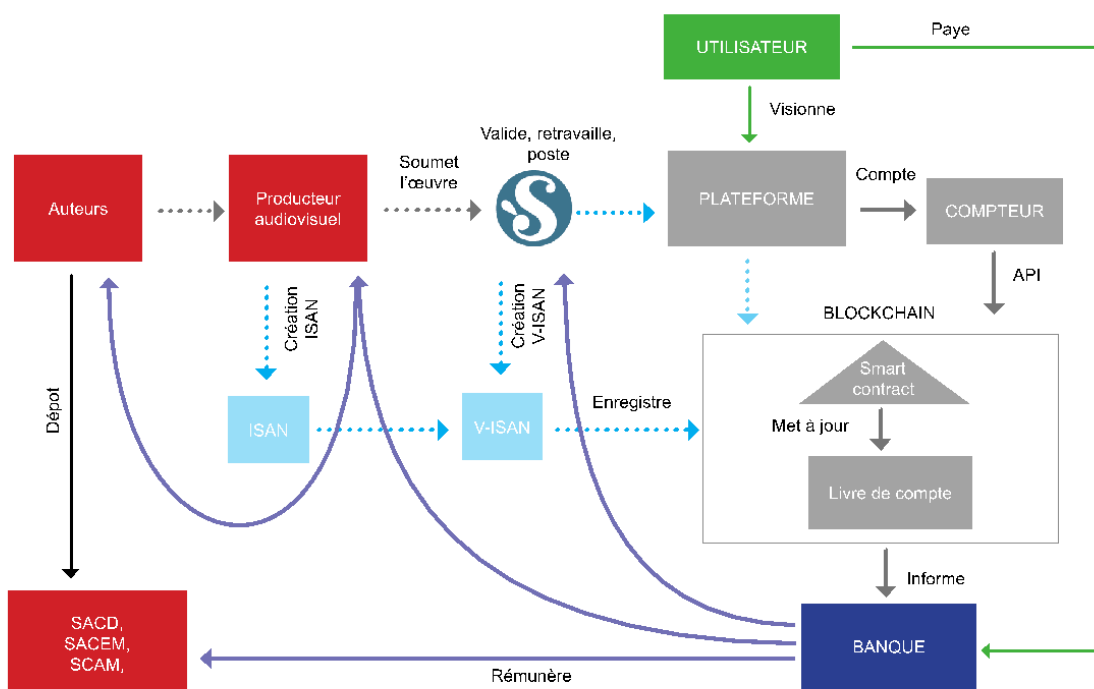 UTILISATEUR
Paye
Visionne
Valide, retravaille,
poste
Auteurs
Producteur
audiovisuel
Soumet
l'œuvre
S
PLATEFORME
Compte
COMPTEUR
API
Création
ISAN
Création
V-ISAN
BLOCKCHAIN
Smart
contract
Dépot
ISAN
V-ISAN
Enregistre
Met à jour
Livre de compte
Informe
SACD,
SACEM,
SCAM,
Rémunère
BANQUE